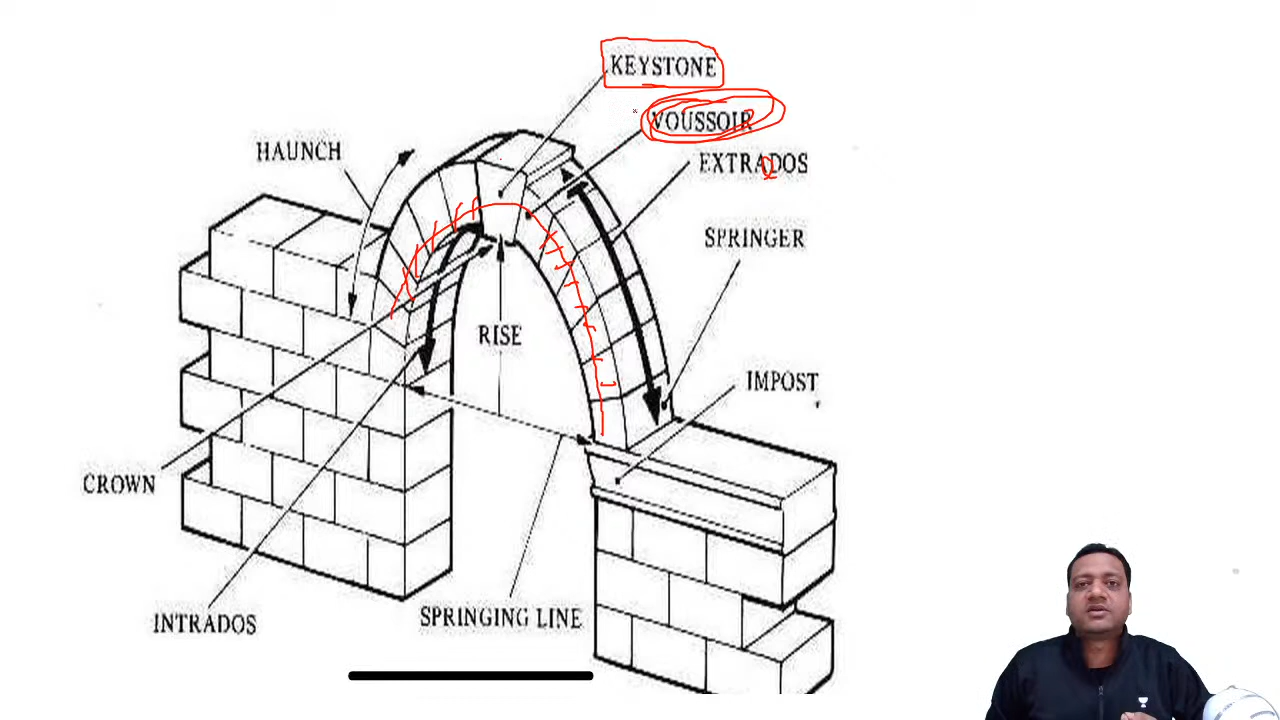 KEYSTONE
VOUSSOIR
HAUNCH
EXTRADOS
SPRINGER
RISE
IMPOST
CROWN
INTRADOS
SPRINGING LINE